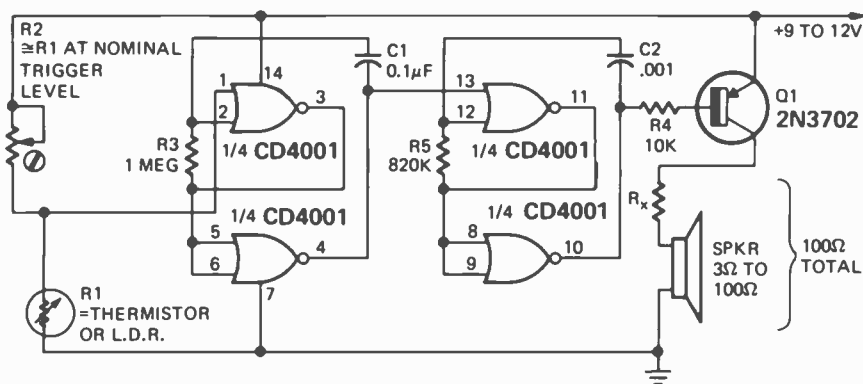 R2
≅R1 AT NOMINAL
TRIGGER
LEVEL
+9 TO 12V
C1
0.1µF
C2
.001
14
1
2
3
13
12
11
Q1
2N3702
R4
10K
R3
1 MEG
1/4 CD4001
R5
820K
1/4 CD4001
1/4 CD4001
1/4 CD4001
5
6
4
7
8
9
10
Rx
SPKR
3Ω TO
100Ω
100Ω
TOTAL
R1
=THERMISTOR
OR L.D.R.